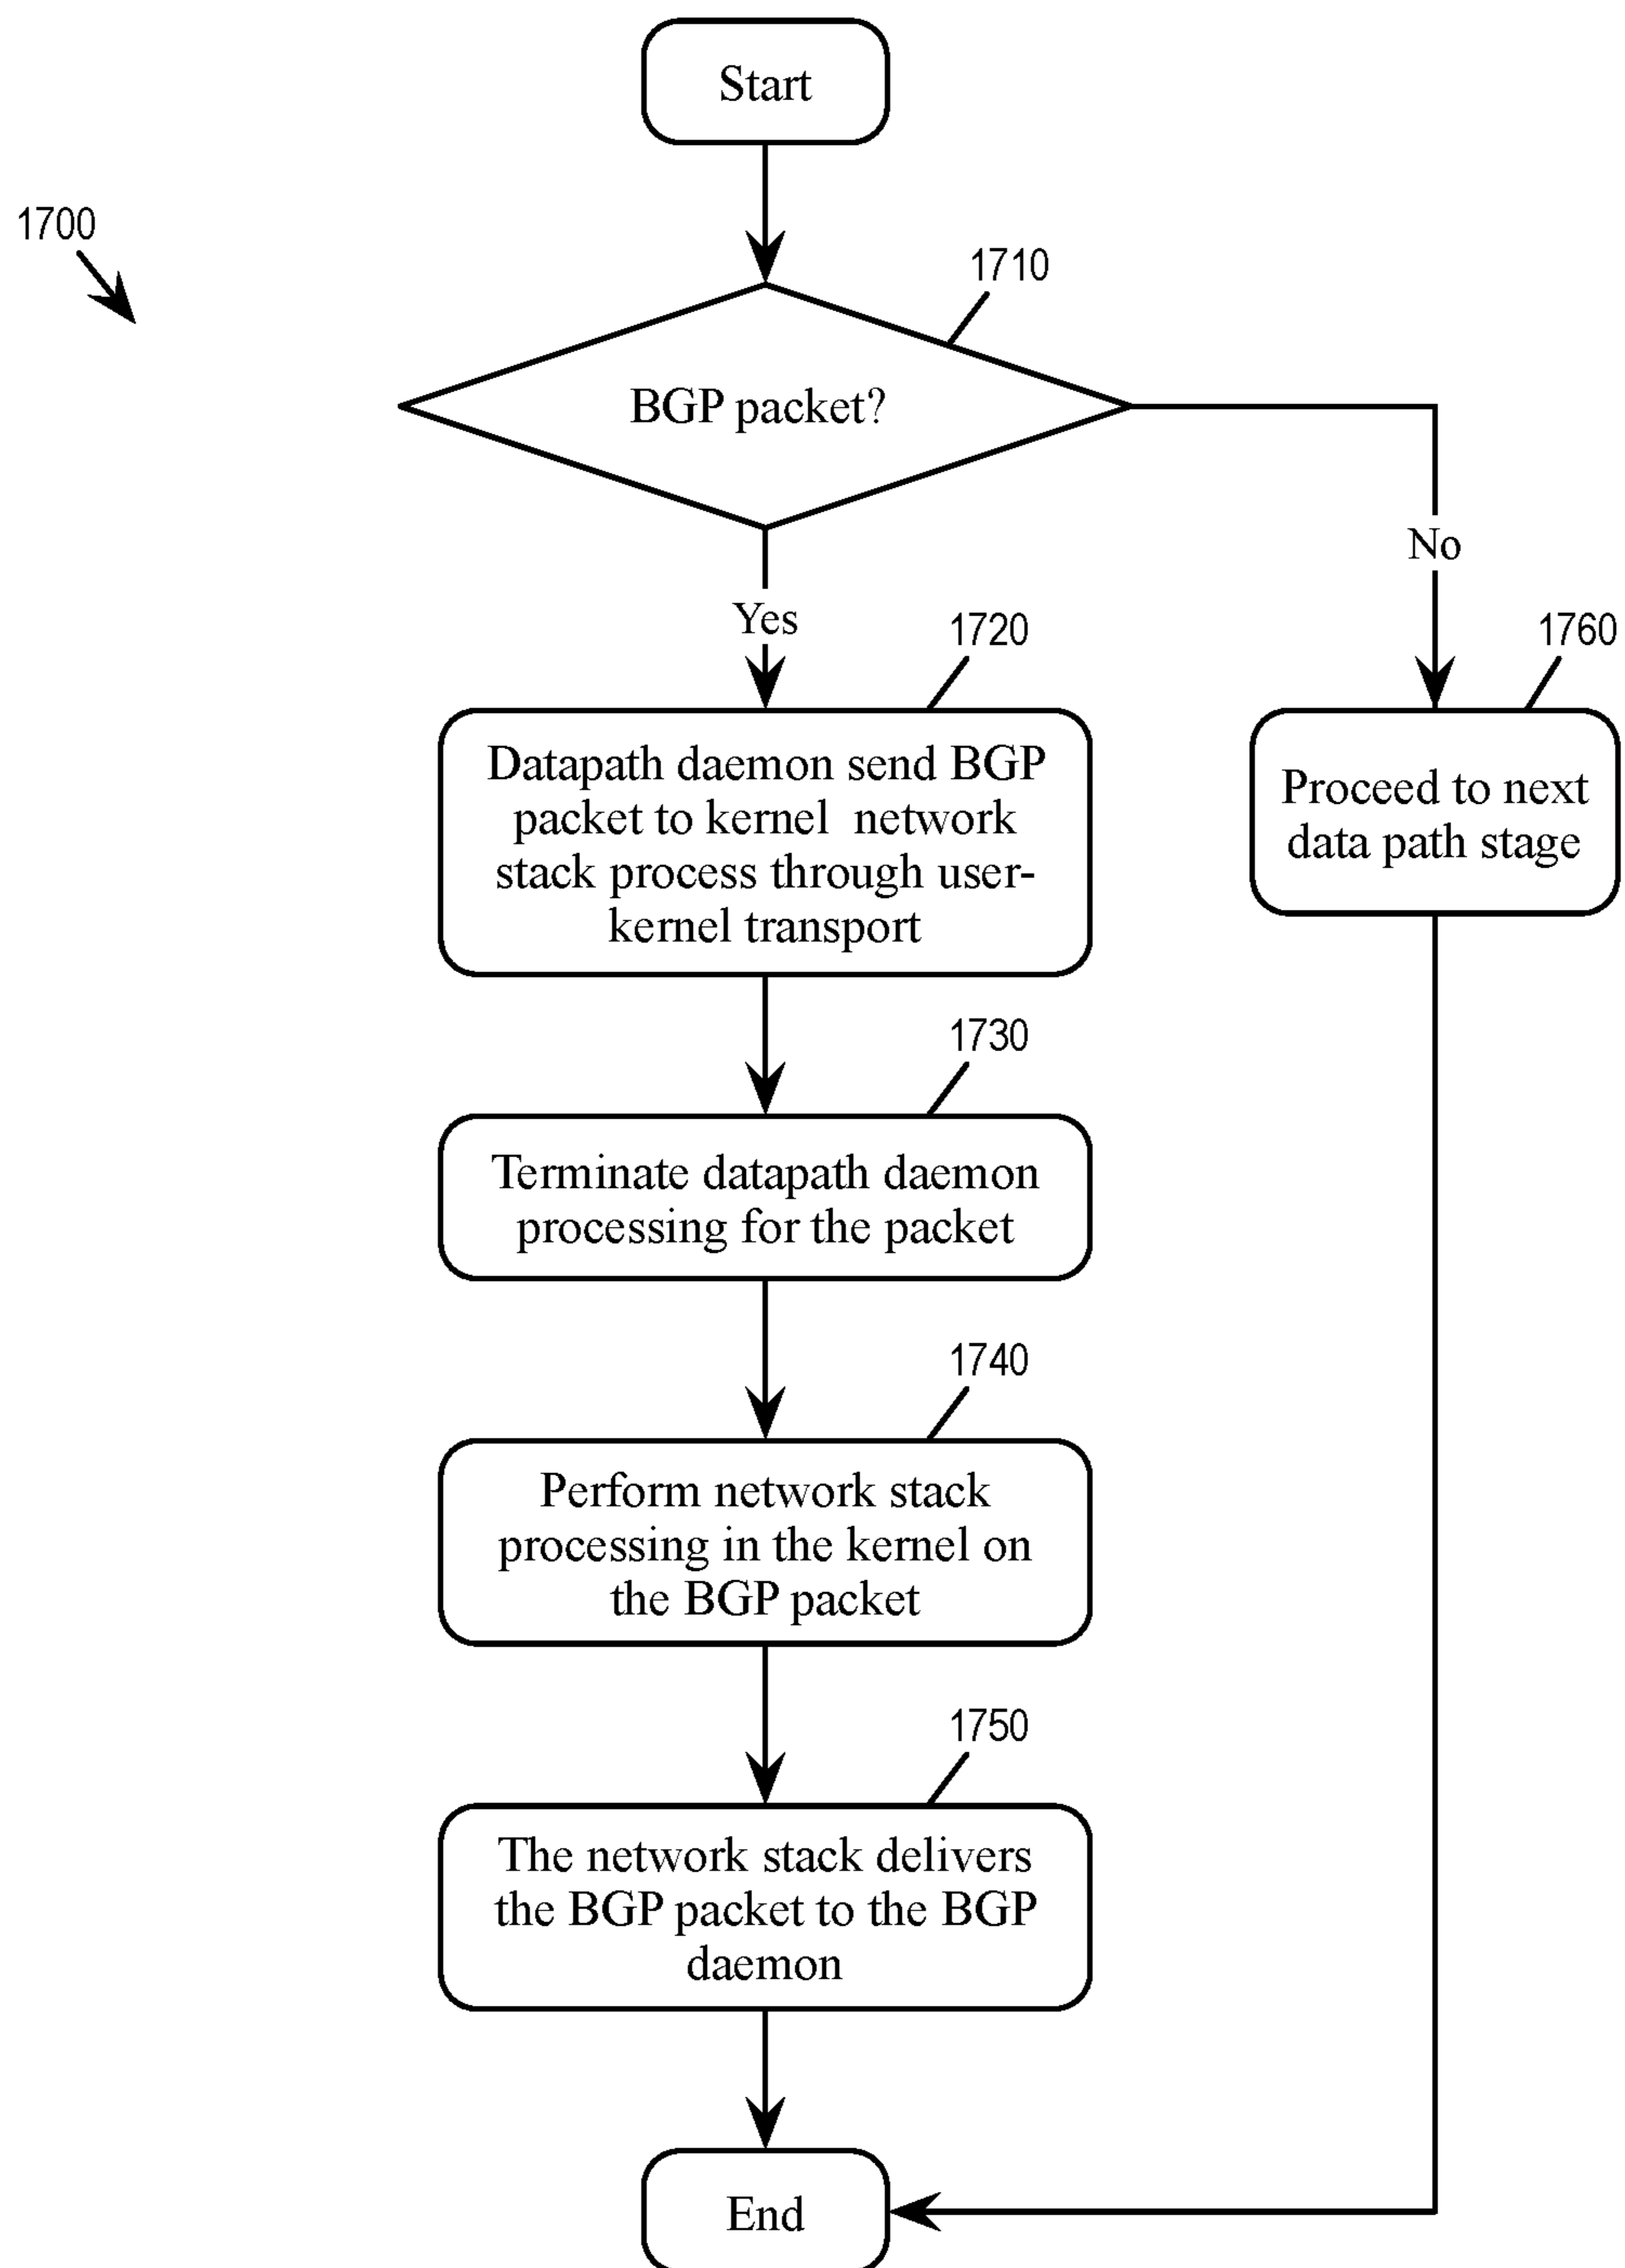 Start
1700
1710
BGP packet?
No
Yes
1720
1760
Datapath daemon send BGP
packet to kernel network
stack process through user-
kernel transport
Proceed to next
data path stage
1730
Terminate datapath daemon
processing for the packet
1740
Perform network stack
processing in the kernel on
the BGP packet
1750
The network stack delivers
the BGP packet to the BGP
daemon
End